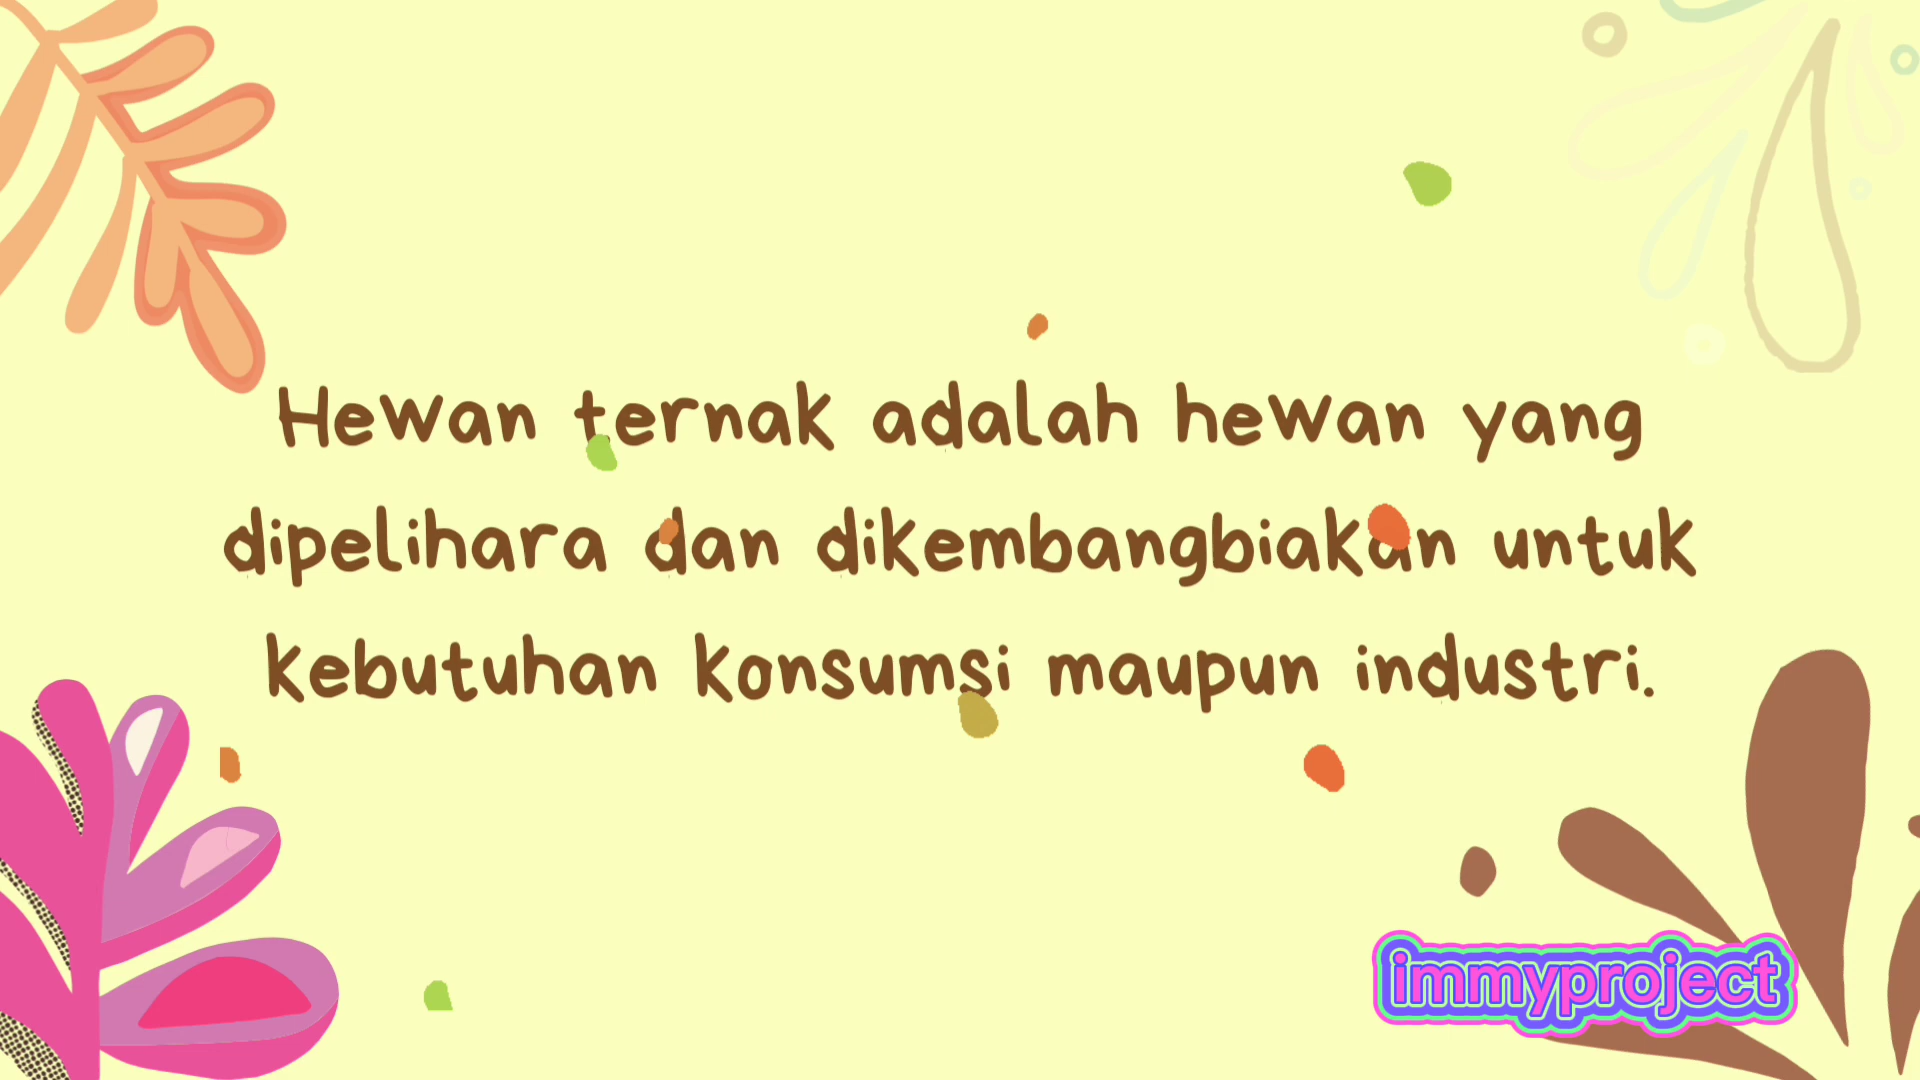 Hewan ternak adalah hewan yang
dipelihara dan dikembangbiakan untuk
kebutuhan konsumsi maupun industri.
immyproject